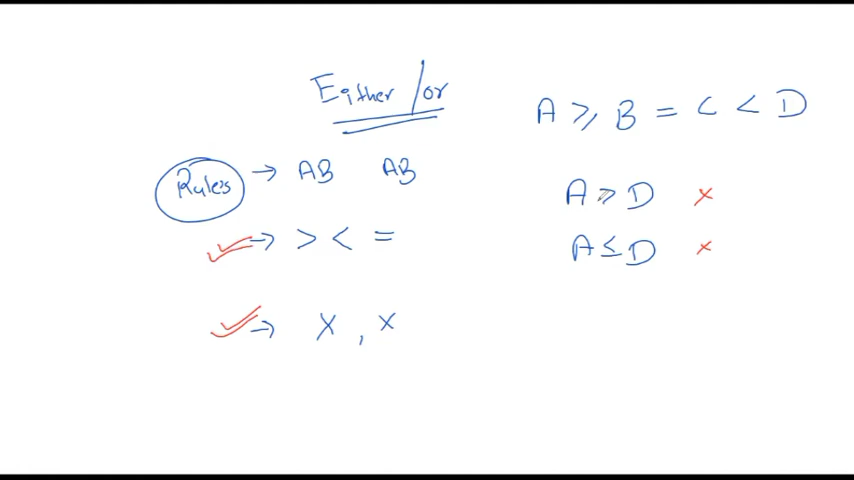 Either/or
A ⩾ B = C < D
Rules → AB AB
A > D ×
→ > < =
A ≤ D ×
→ × , ×